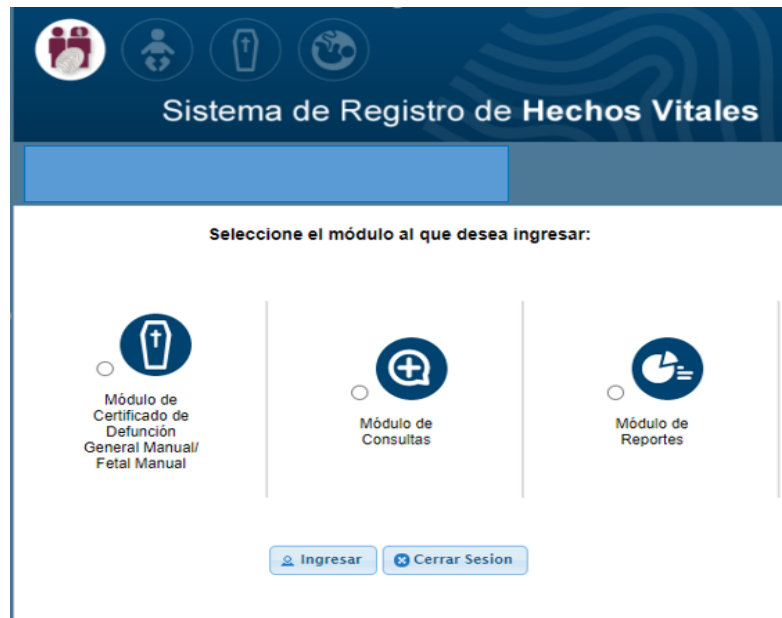 Sistema de Registro de Hechos Vitales
Seleccione el módulo al que desea ingresar:
Módulo de
Certificado de
Defunción
General Manual/
Fetal Manual
Módulo de
Consultas
Módulo de
Reportes
Ingresar
Cerrar Sesion